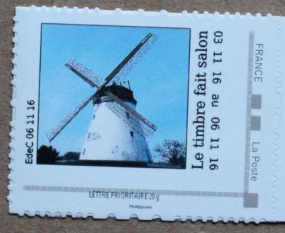 EdeC 06 11 16
Le timbre fait salon
03 11 16 au 06 11 16
FRANCE
La Poste
LETTRE PRIORITAIRE 20 g